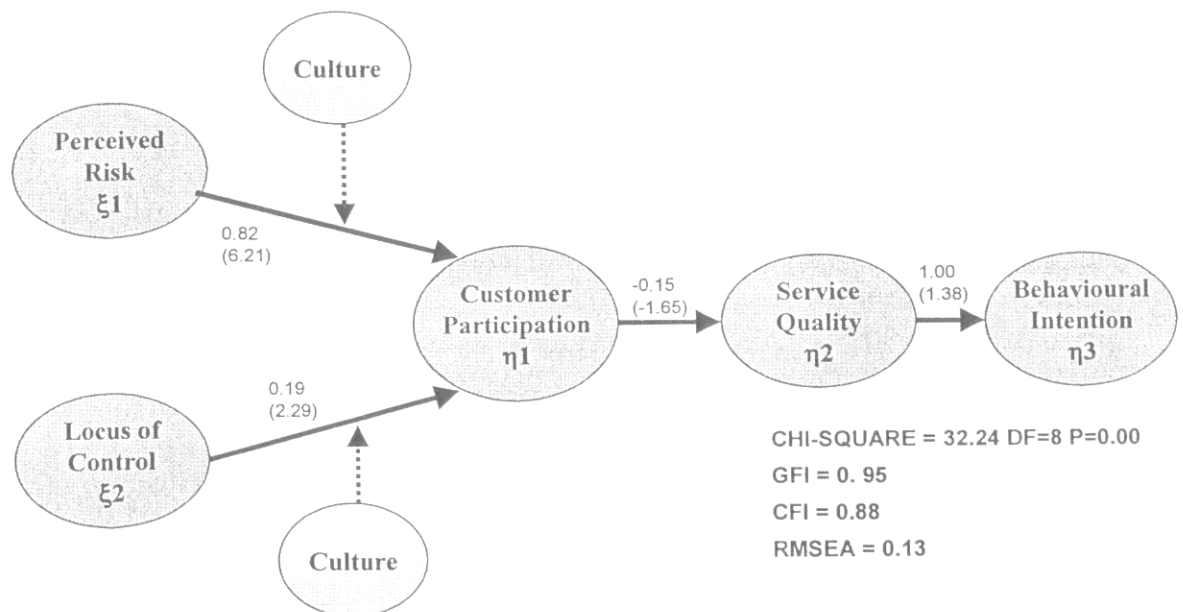 Culture
Perceived
Risk
ξ1
0.82
(6.21)
Customer
Participation
η1
-0.15
(-1.65)
Service
Quality
η2
1.00
(1.38)
Behavioural
Intention
η3
0.19
(2.29)
Locus of
Control
ξ2
Culture
CHI-SQUARE = 32.24 DF=8 P=0.00
GFI = 0. 95
CFI = 0.88
RMSEA = 0.13